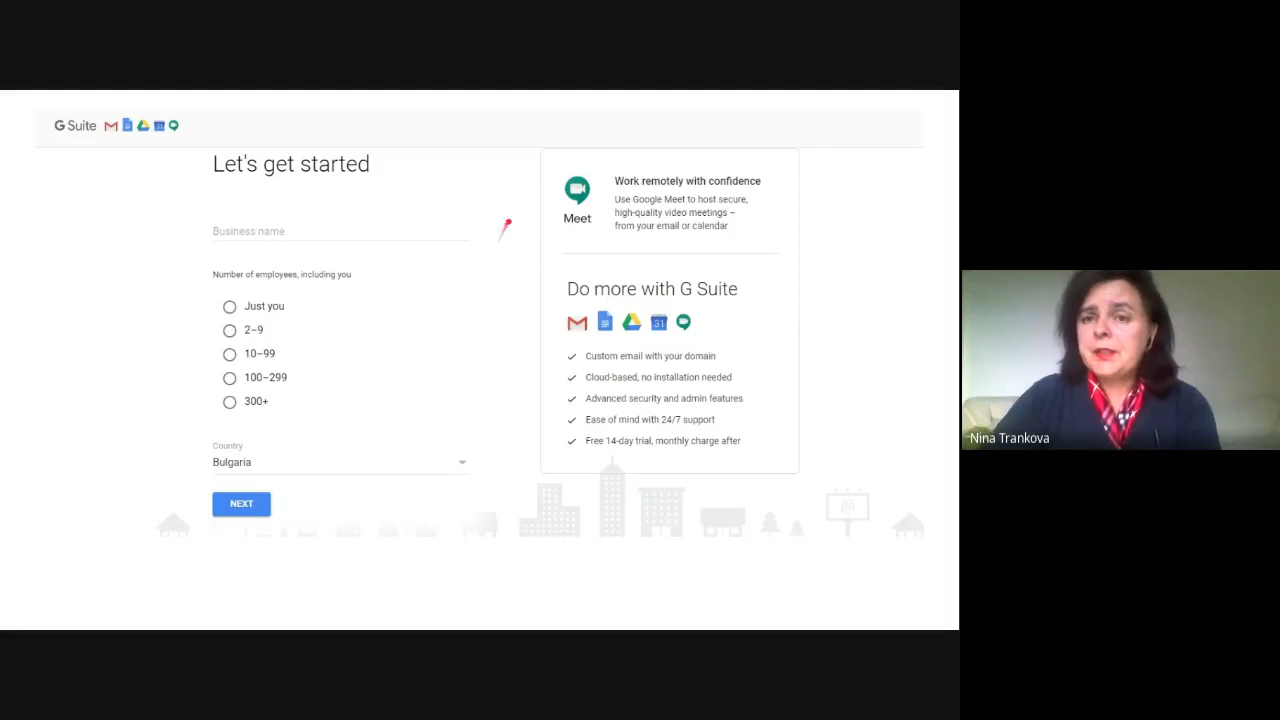 G Suite
Let's get started
Business name
Number of employees, including you
Just you
2–9
10–99
100–299
300+
Country
Bulgaria
NEXT
Meet
Work remotely with confidence
Use Google Meet to host secure,
high-quality video meetings –
from your email or calendar
Do more with G Suite
31
Custom email with your domain
Cloud-based, no installation needed
Advanced security and admin features
Ease of mind with 24/7 support
Free 14-day trial, monthly charge after
@
Nina Trankova